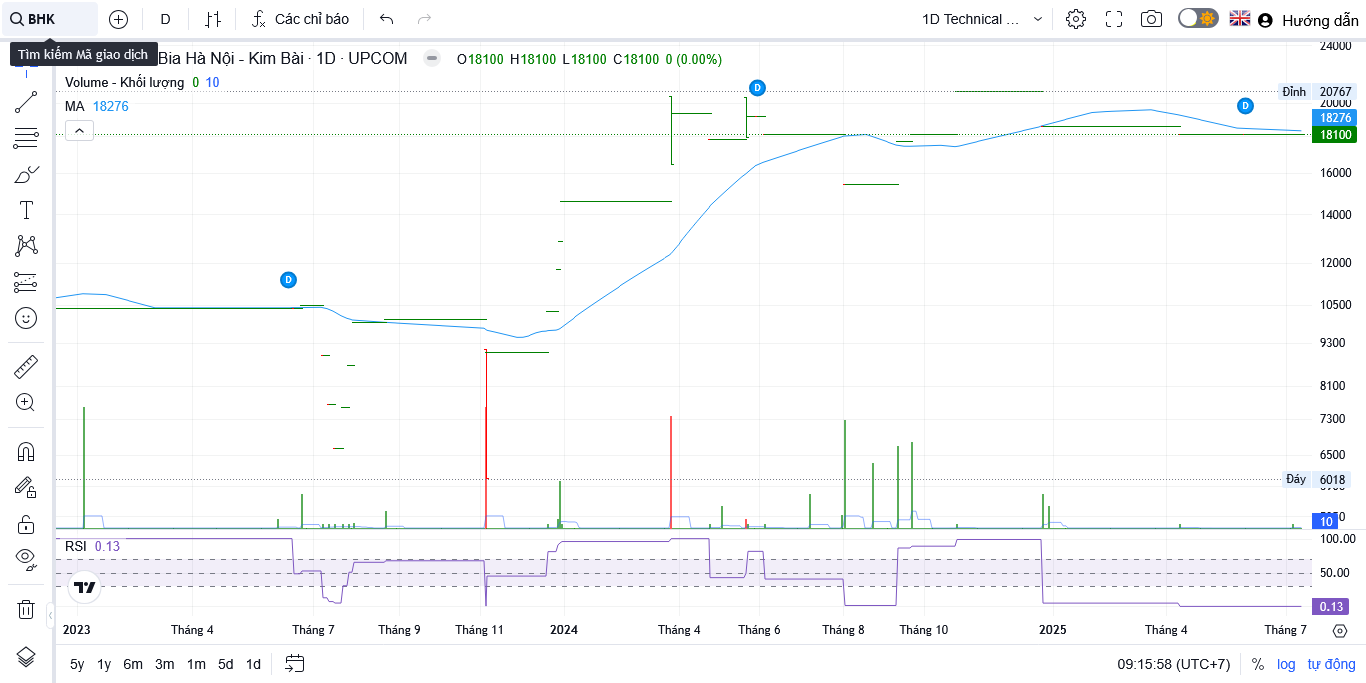 BHK
D
Các chỉ báo
1D Technical ...
Hướng dẫn
Tìm kiếm Mã giao dịch
Bia Hà Nội - Kim Bài · 1D · UPCOM
O18100 H18100 L18100 C18100 0 (0.00%)
Volume - Khối lượng 0 10
MA 18276
24000
Đỉnh 20767
20000
18276
18100
16000
14000
12000
10500
9300
8100
7300
6500
Đáy 6018
10
D
D
D
RSI 0.13
100.00
50.00
0.13
2023
Tháng 4
Tháng 7
Tháng 9
Tháng 11
2024
Tháng 4
Tháng 6
Tháng 8
Tháng 10
2025
Tháng 4
Tháng 7
5y 1y 6m 3m 1m 5d 1d
09:15:58 (UTC+7)
% log tự động